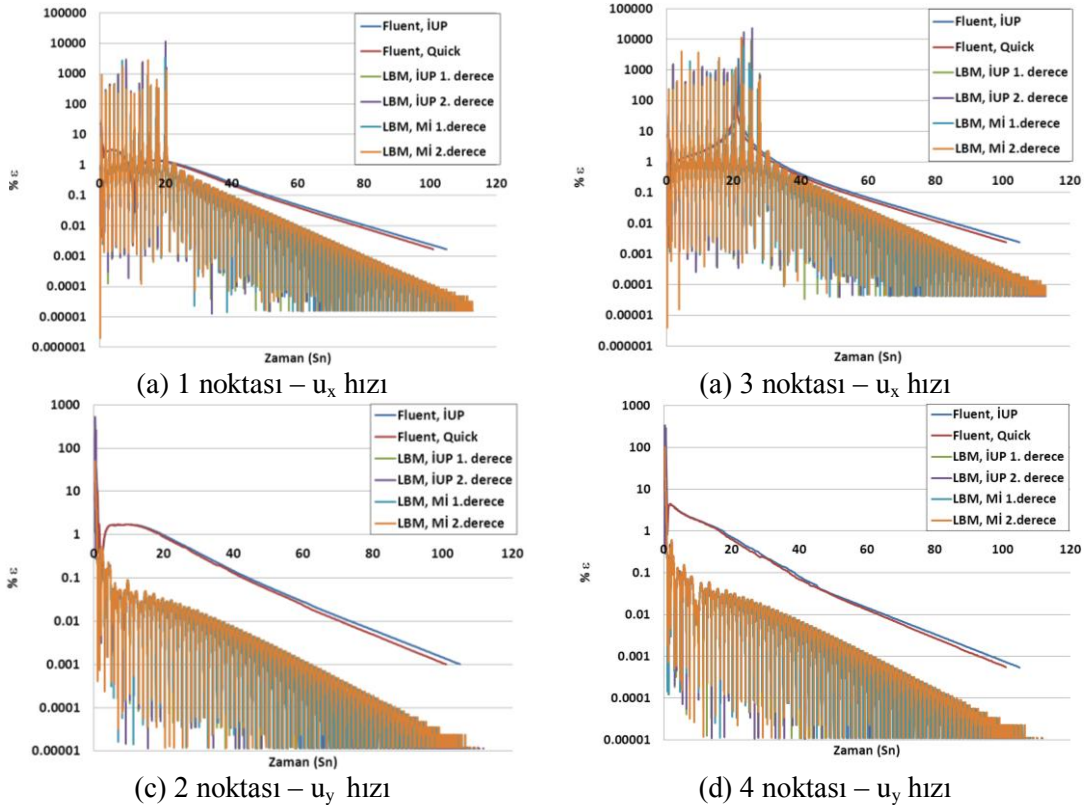 100000
10000
1000
100
10
1
0.1
0.01
0.001
0.0001
0.00001
0.000001
0 20 40 60 80 100 120
ε %
Zaman (Sn)
Fluent, İUP
Fluent, Quick
LBM, İUP 1. derece
LBM, İUP 2. derece
LBM, Mİ 1.derece
LBM, Mİ 2.derece
(a) 1 noktası – ux hızı
100000
10000
1000
100
10
1
0.1
0.01
0.001
0.0001
0.00001
0.000001
0 20 40 60 80 100 120
ε %
Zaman (Sn)
Fluent, İUP
Fluent, Quick
LBM, İUP 1. derece
LBM, İUP 2. derece
LBM, Mİ 1.derece
LBM, Mİ 2.derece
(a) 3 noktası – ux hızı
1000
100
10
1
0.1
0.01
0.001
0.0001
0.00001
0 20 40 60 80 100 120
ε %
Zaman (Sn)
Fluent, İUP
Fluent, Quick
LBM, İUP 1. derece
LBM, İUP 2. derece
LBM, Mİ 1.derece
LBM, Mİ 2.derece
(c) 2 noktası – uy hızı
1000
100
10
1
0.1
0.01
0.001
0.0001
0.00001
0 20 40 60 80 100 120
ε %
Zaman (Sn)
Fluent, İUP
Fluent, Quick
LBM, İUP 1. derece
LBM, İUP 2. derece
LBM, Mİ 1.derece
LBM, Mİ 2.derece
(d) 4 noktası – uy hızı